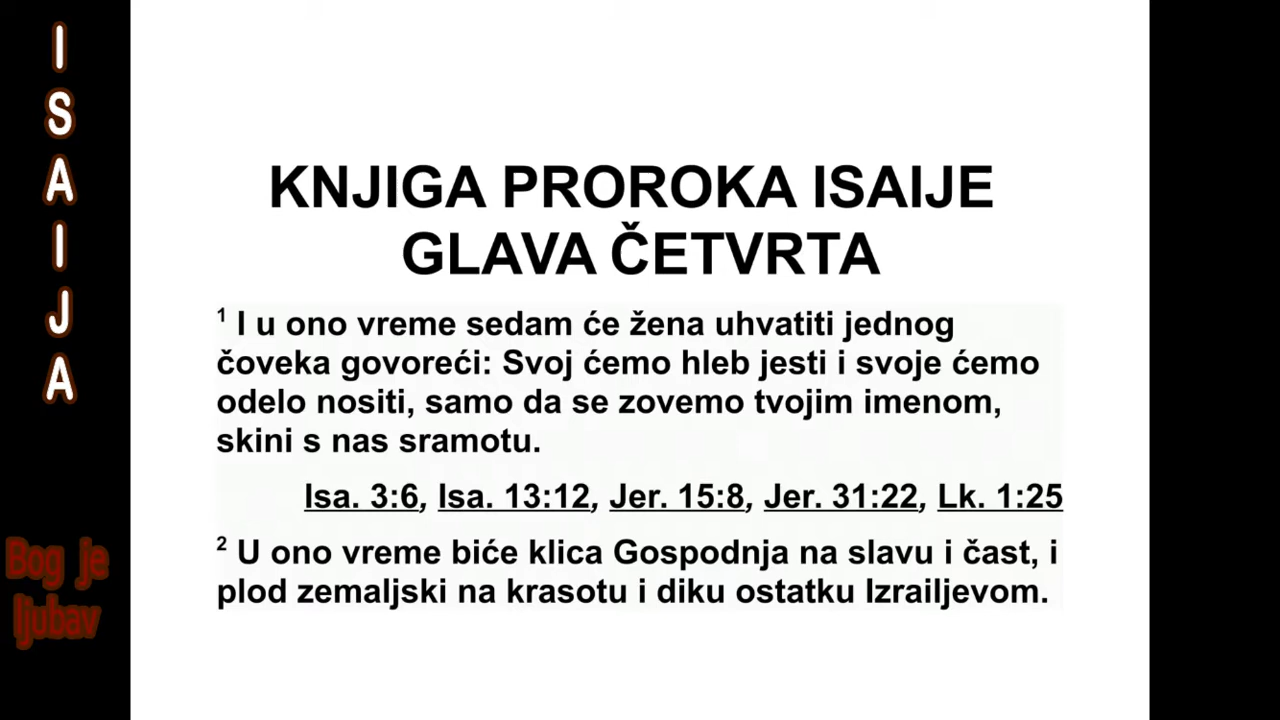 ISAIJA
Bog je
ljubav
KNJIGA PROROKA ISAIJE
GLAVA ČETVRTA
1 I u ono vreme sedam će žena uhvatiti jednog
čoveka govoreći: Svoj ćemo hleb jesti i svoje ćemo
odelo nositi, samo da se zovemo tvojim imenom,
skini s nas sramotu.
Isa. 3:6, Isa. 13:12, Jer. 15:8, Jer. 31:22, Lk. 1:25
2 U ono vreme biće klica Gospodnja na slavu i čast, i
plod zemaljski na krasotu i diku ostatku Izrailjevom.